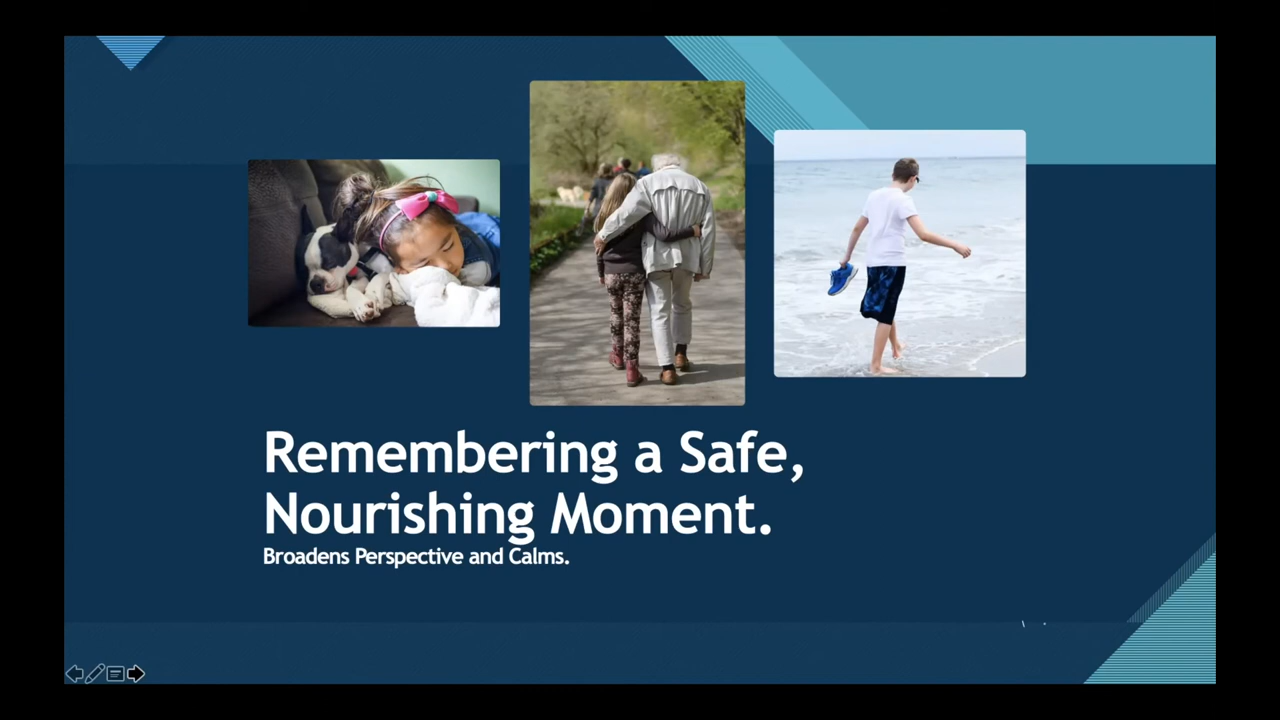 Remembering a Safe,
Nourishing Moment.
Broadens Perspective and Calms.